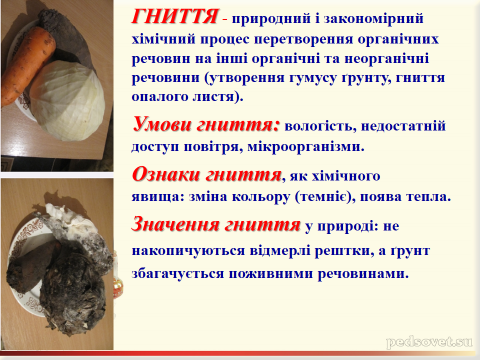 ГНИТТЯ - природний і закономірний
хімічний процес перетворення органічних
речовин на інші органічні та неорганічні
речовини (утворення гумусу ґрунту, гниття
опалого листя).
Умови гниття: вологість, недостатній
доступ повітря, мікроорганізми.
Ознаки гниття, як хімічного
явища: зміна кольору (темніє), поява тепла.
Значення гниття у природі: не
накопичуються відмерлі рештки, а ґрунт
збагачується поживними речовинами.
pedsovet.su